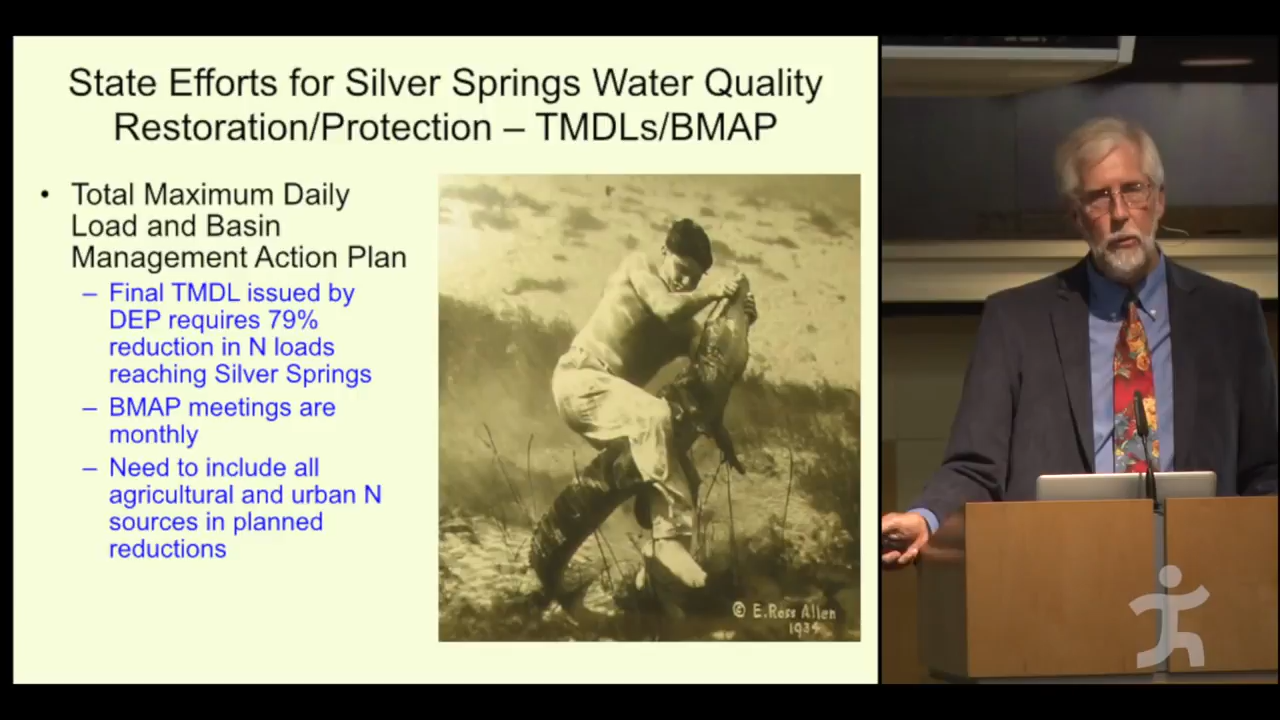 State Efforts for Silver Springs Water Quality
Restoration/Protection – TMDLs/BMAP
• Total Maximum Daily
Load and Basin
Management Action Plan
– Final TMDL issued by
DEP requires 79%
reduction in N loads
reaching Silver Springs
– BMAP meetings are
monthly
– Need to include all
agricultural and urban N
sources in planned
reductions
© E. Ross Allen
1934